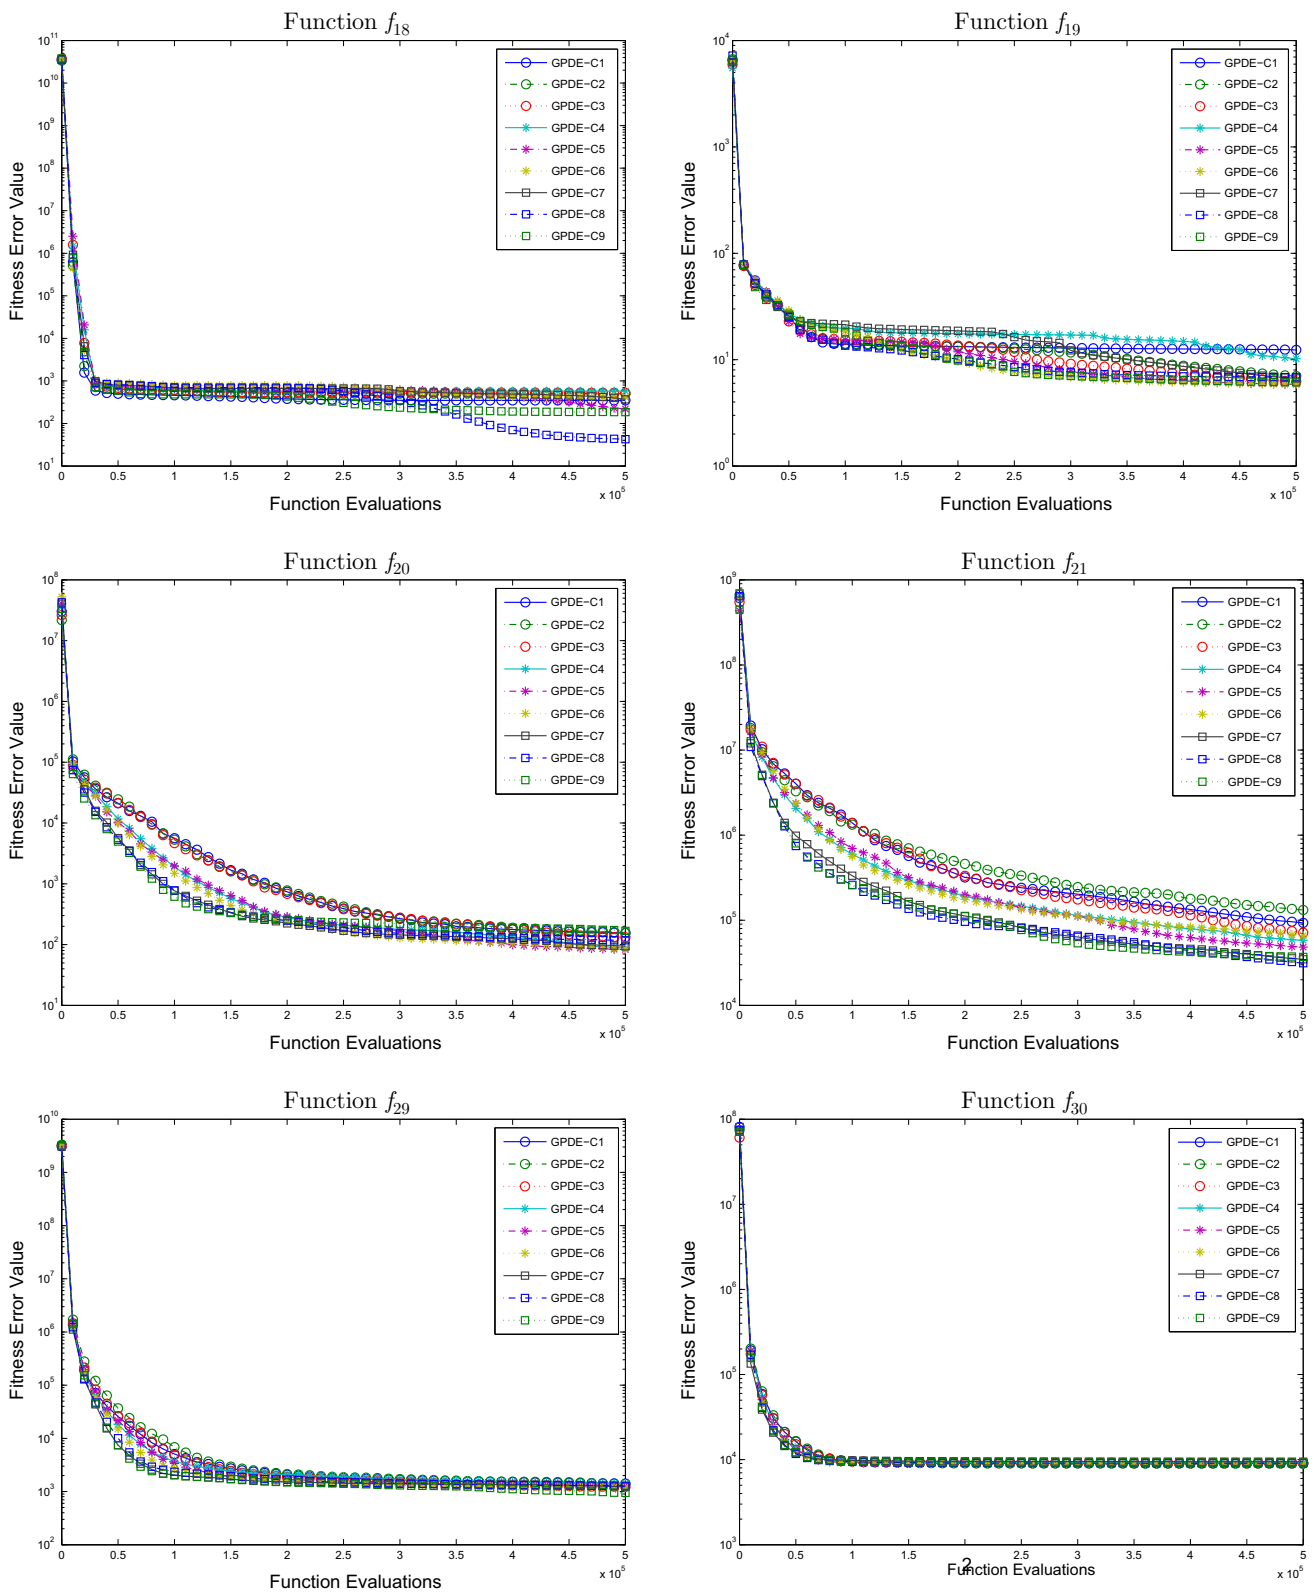 Function f18
Fitness Error Value
10^11
10^10
10^9
10^8
10^7
10^6
10^5
10^4
10^3
10^2
10^1
GPDE-C1
GPDE-C2
GPDE-C3
GPDE-C4
GPDE-C5
GPDE-C6
GPDE-C7
GPDE-C8
GPDE-C9
0 0.5 1 1.5 2 2.5 3 3.5 4 4.5 5
x 10^5
Function Evaluations
Function f19
Fitness Error Value
10^4
10^3
10^2
10^1
10^0
GPDE-C1
GPDE-C2
GPDE-C3
GPDE-C4
GPDE-C5
GPDE-C6
GPDE-C7
GPDE-C8
GPDE-C9
0 0.5 1 1.5 2 2.5 3 3.5 4 4.5 5
x 10^5
Function Evaluations
Function f20
Fitness Error Value
10^8
10^7
10^6
10^5
10^4
10^3
10^2
10^1
GPDE-C1
GPDE-C2
GPDE-C3
GPDE-C4
GPDE-C5
GPDE-C6
GPDE-C7
GPDE-C8
GPDE-C9
0 0.5 1 1.5 2 2.5 3 3.5 4 4.5 5
x 10^5
Function Evaluations
Function f21
Fitness Error Value
10^9
10^8
10^7
10^6
10^5
10^4
GPDE-C1
GPDE-C2
GPDE-C3
GPDE-C4
GPDE-C5
GPDE-C6
GPDE-C7
GPDE-C8
GPDE-C9
0 0.5 1 1.5 2 2.5 3 3.5 4 4.5 5
x 10^5
Function Evaluations
Function f29
Fitness Error Value
10^10
10^9
10^8
10^7
10^6
10^5
10^4
10^3
10^2
GPDE-C1
GPDE-C2
GPDE-C3
GPDE-C4
GPDE-C5
GPDE-C6
GPDE-C7
GPDE-C8
GPDE-C9
0 0.5 1 1.5 2 2.5 3 3.5 4 4.5 5
x 10^5
Function Evaluations
Function f30
Fitness Error Value
10^8
10^7
10^6
10^5
10^4
10^3
GPDE-C1
GPDE-C2
GPDE-C3
GPDE-C4
GPDE-C5
GPDE-C6
GPDE-C7
GPDE-C8
GPDE-C9
0 0.5 1 1.5 2 2.5 3 3.5 4 4.5 5
x 10^5
Function Evaluations
2